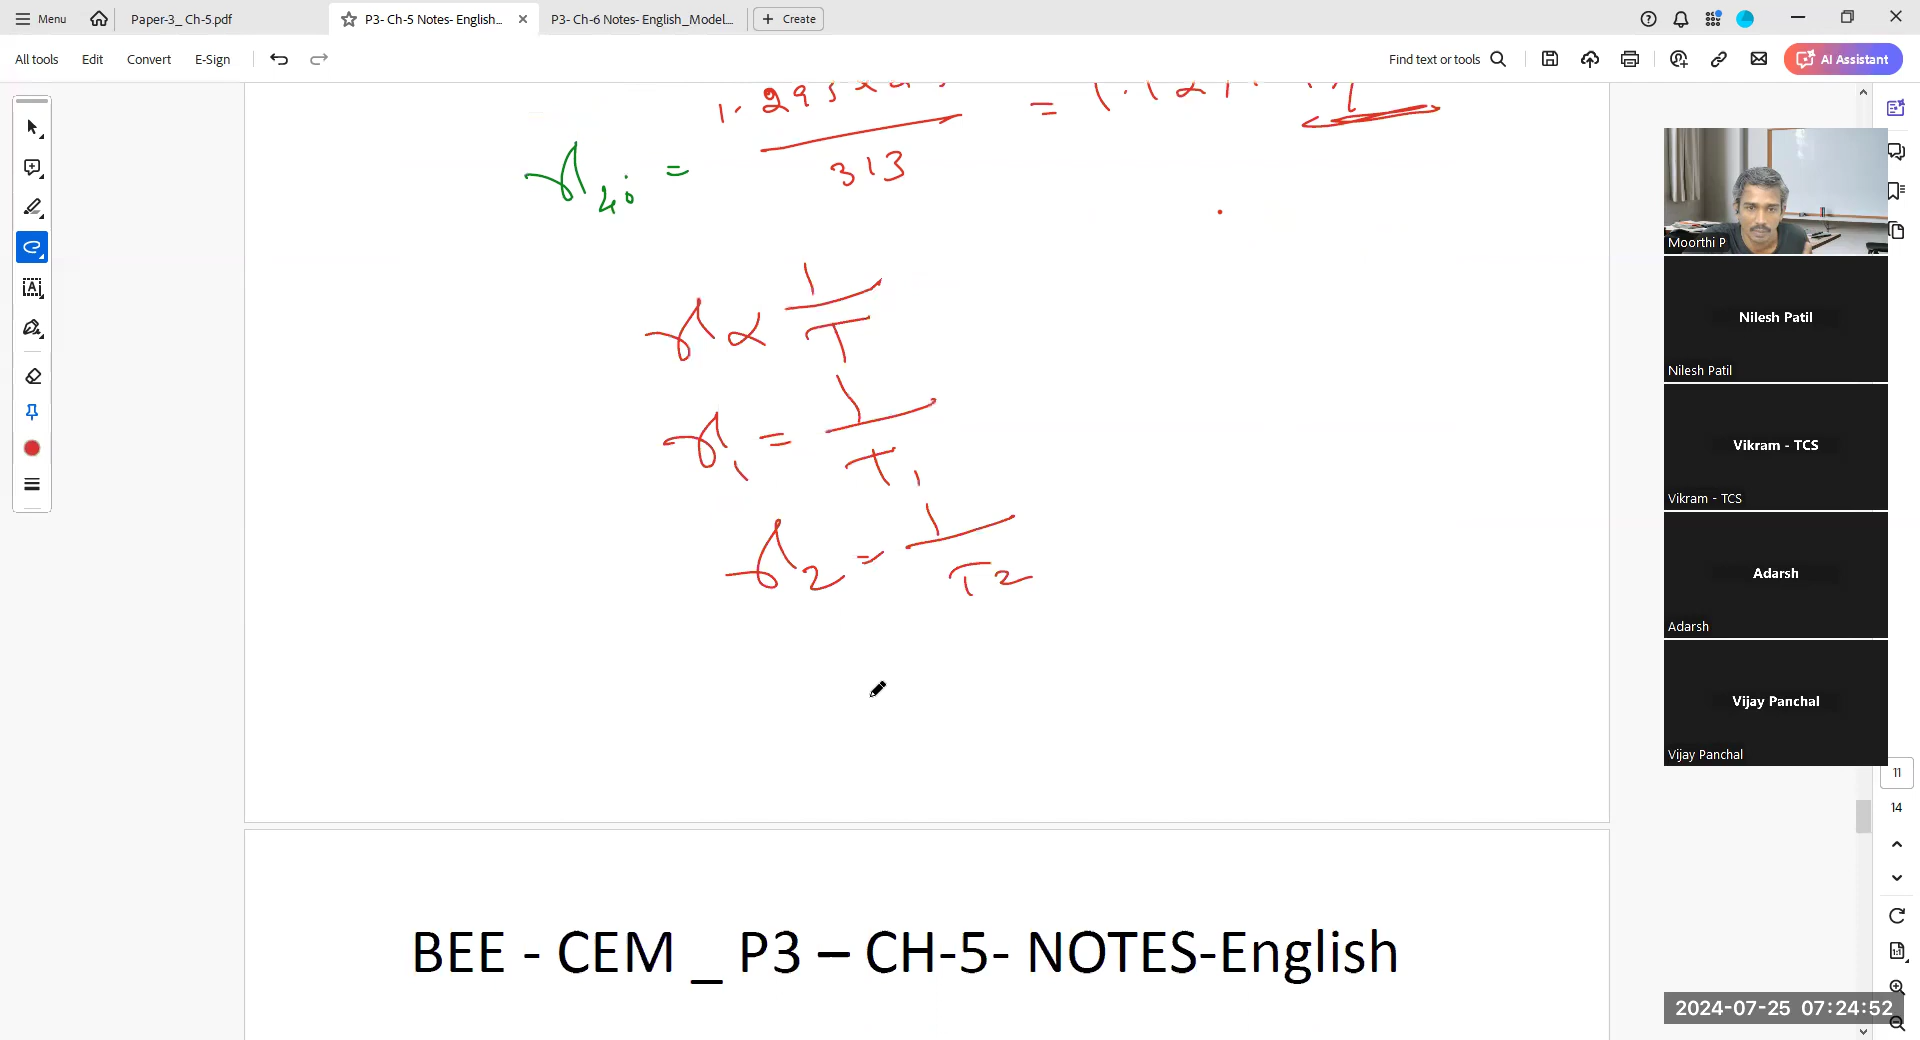 Menu
Paper-3_ Ch-5.pdf
P3- Ch-5 Notes- English...
P3- Ch-6 Notes- English_Model...
Create
All tools
Edit
Convert
E-Sign
Find text or tools
AI Assistant
313
∝ 1/T
1 = 1/T1
2 = 1/T2
BEE - CEM _ P3 – CH-5- NOTES-English
Moorthi P
Nilesh Patil
Nilesh Patil
Vikram - TCS
Vikram - TCS
Adarsh
Adarsh
Vijay Panchal
Vijay Panchal
11
14
2024-07-25 07:24:52